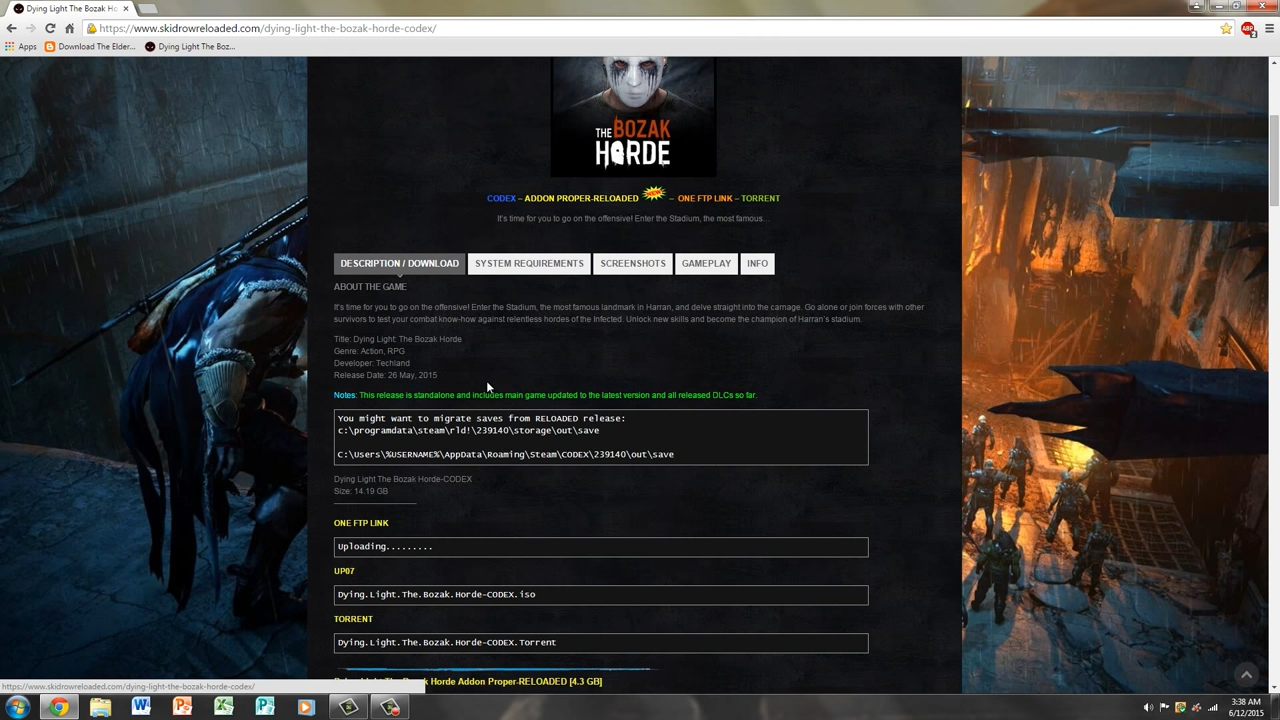 Dying Light The Bozak Ho
https://www.skidrowreloaded.com/dying-light-the-bozak-horde-codex/
Apps
Download The Elder...
Dying Light The Boz...
THE BOZAK
HORDE
CODEX – ADDON PROPER-RELOADED NEW – ONE FTP LINK – TORRENT
It's time for you to go on the offensive! Enter the Stadium, the most famous…
DESCRIPTION / DOWNLOAD
SYSTEM REQUIREMENTS
SCREENSHOTS
GAMEPLAY
INFO
ABOUT THE GAME
It's time for you to go on the offensive! Enter the Stadium, the most famous landmark in Harran, and delve straight into the carnage. Go alone or join forces with other
survivors to test your combat know-how against relentless hordes of the Infected. Unlock new skills and become the champion of Harran's stadium.
Title: Dying Light: The Bozak Horde
Genre: Action, RPG
Developer: Techland
Release Date: 26 May, 2015
Notes: This release is standalone and includes main game updated to the latest version and all released DLCs so far.
You might want to migrate saves from RELOADED release:
c:\programdata\steam\rld!\239140\storage\out\save
C:\Users\%USERNAME%\AppData\Roaming\Steam\CODEX\239140\out\save
Dying Light The Bozak Horde-CODEX
Size: 14.19 GB
ONE FTP LINK
Uploading.........
UP07
Dying.Light.The.Bozak.Horde-CODEX.iso
TORRENT
Dying.Light.The.Bozak.Horde-CODEX.Torrent
Horde Addon Proper-RELOADED [4.3 GB]
https://www.skidrowreloaded.com/dying-light-the-bozak-horde-codex/
3:38 AM
6/12/2015